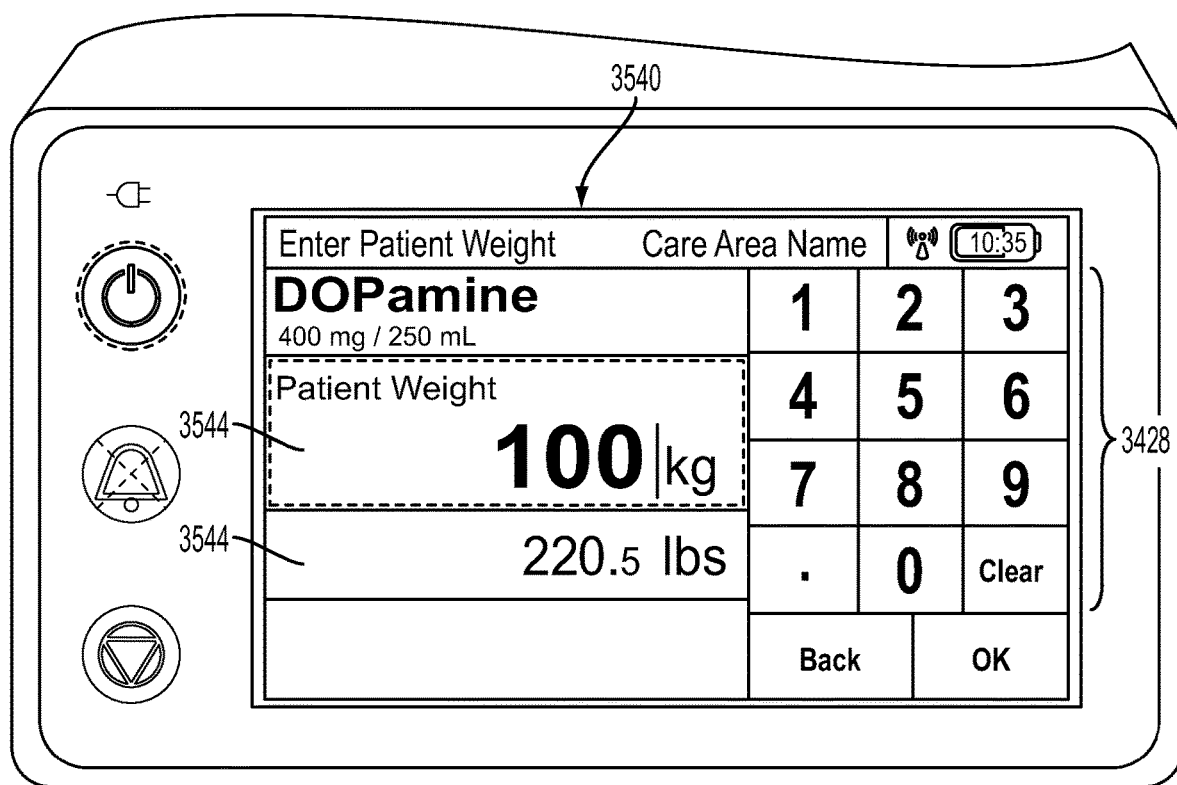 3540
Enter Patient Weight Care Area Name 10:35
DOPamine
400 mg / 250 mL
Patient Weight
3544
100 kg
3544
220.5 lbs
1 2 3
4 5 6
7 8 9
. 0 Clear
Back OK
3428